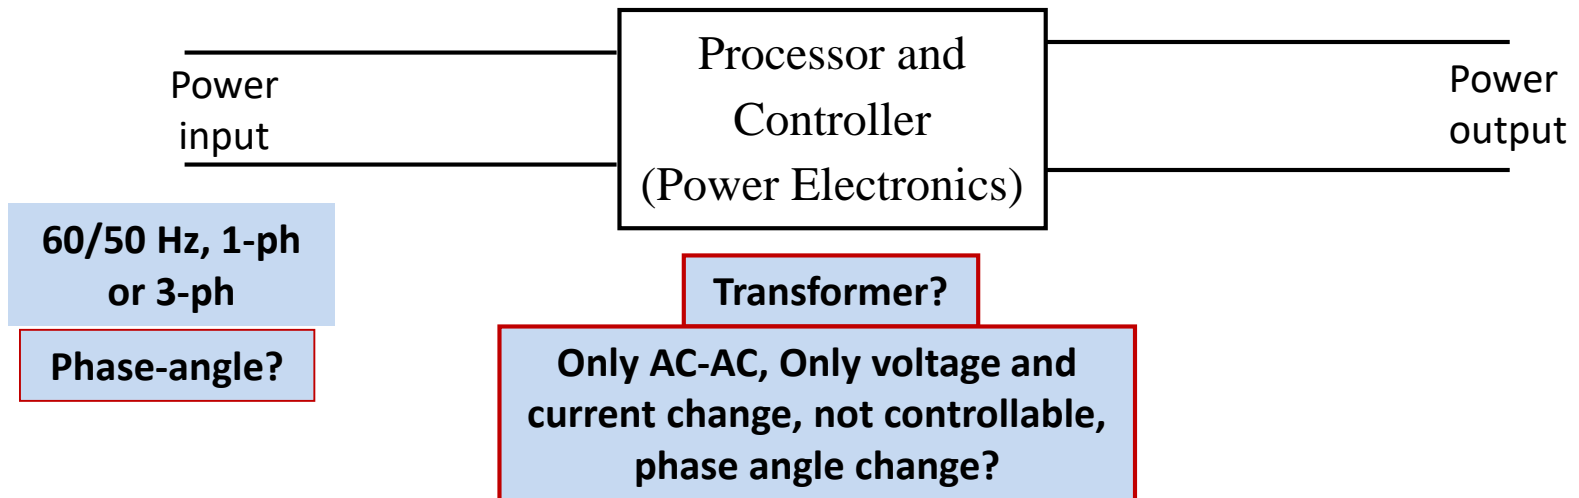 Processor and
Controller
(Power Electronics)
Power
input
Power
output
60/50 Hz, 1-ph
or 3-ph
Phase-angle?
Transformer?
Only AC-AC, Only voltage and
current change, not controllable,
phase angle change?